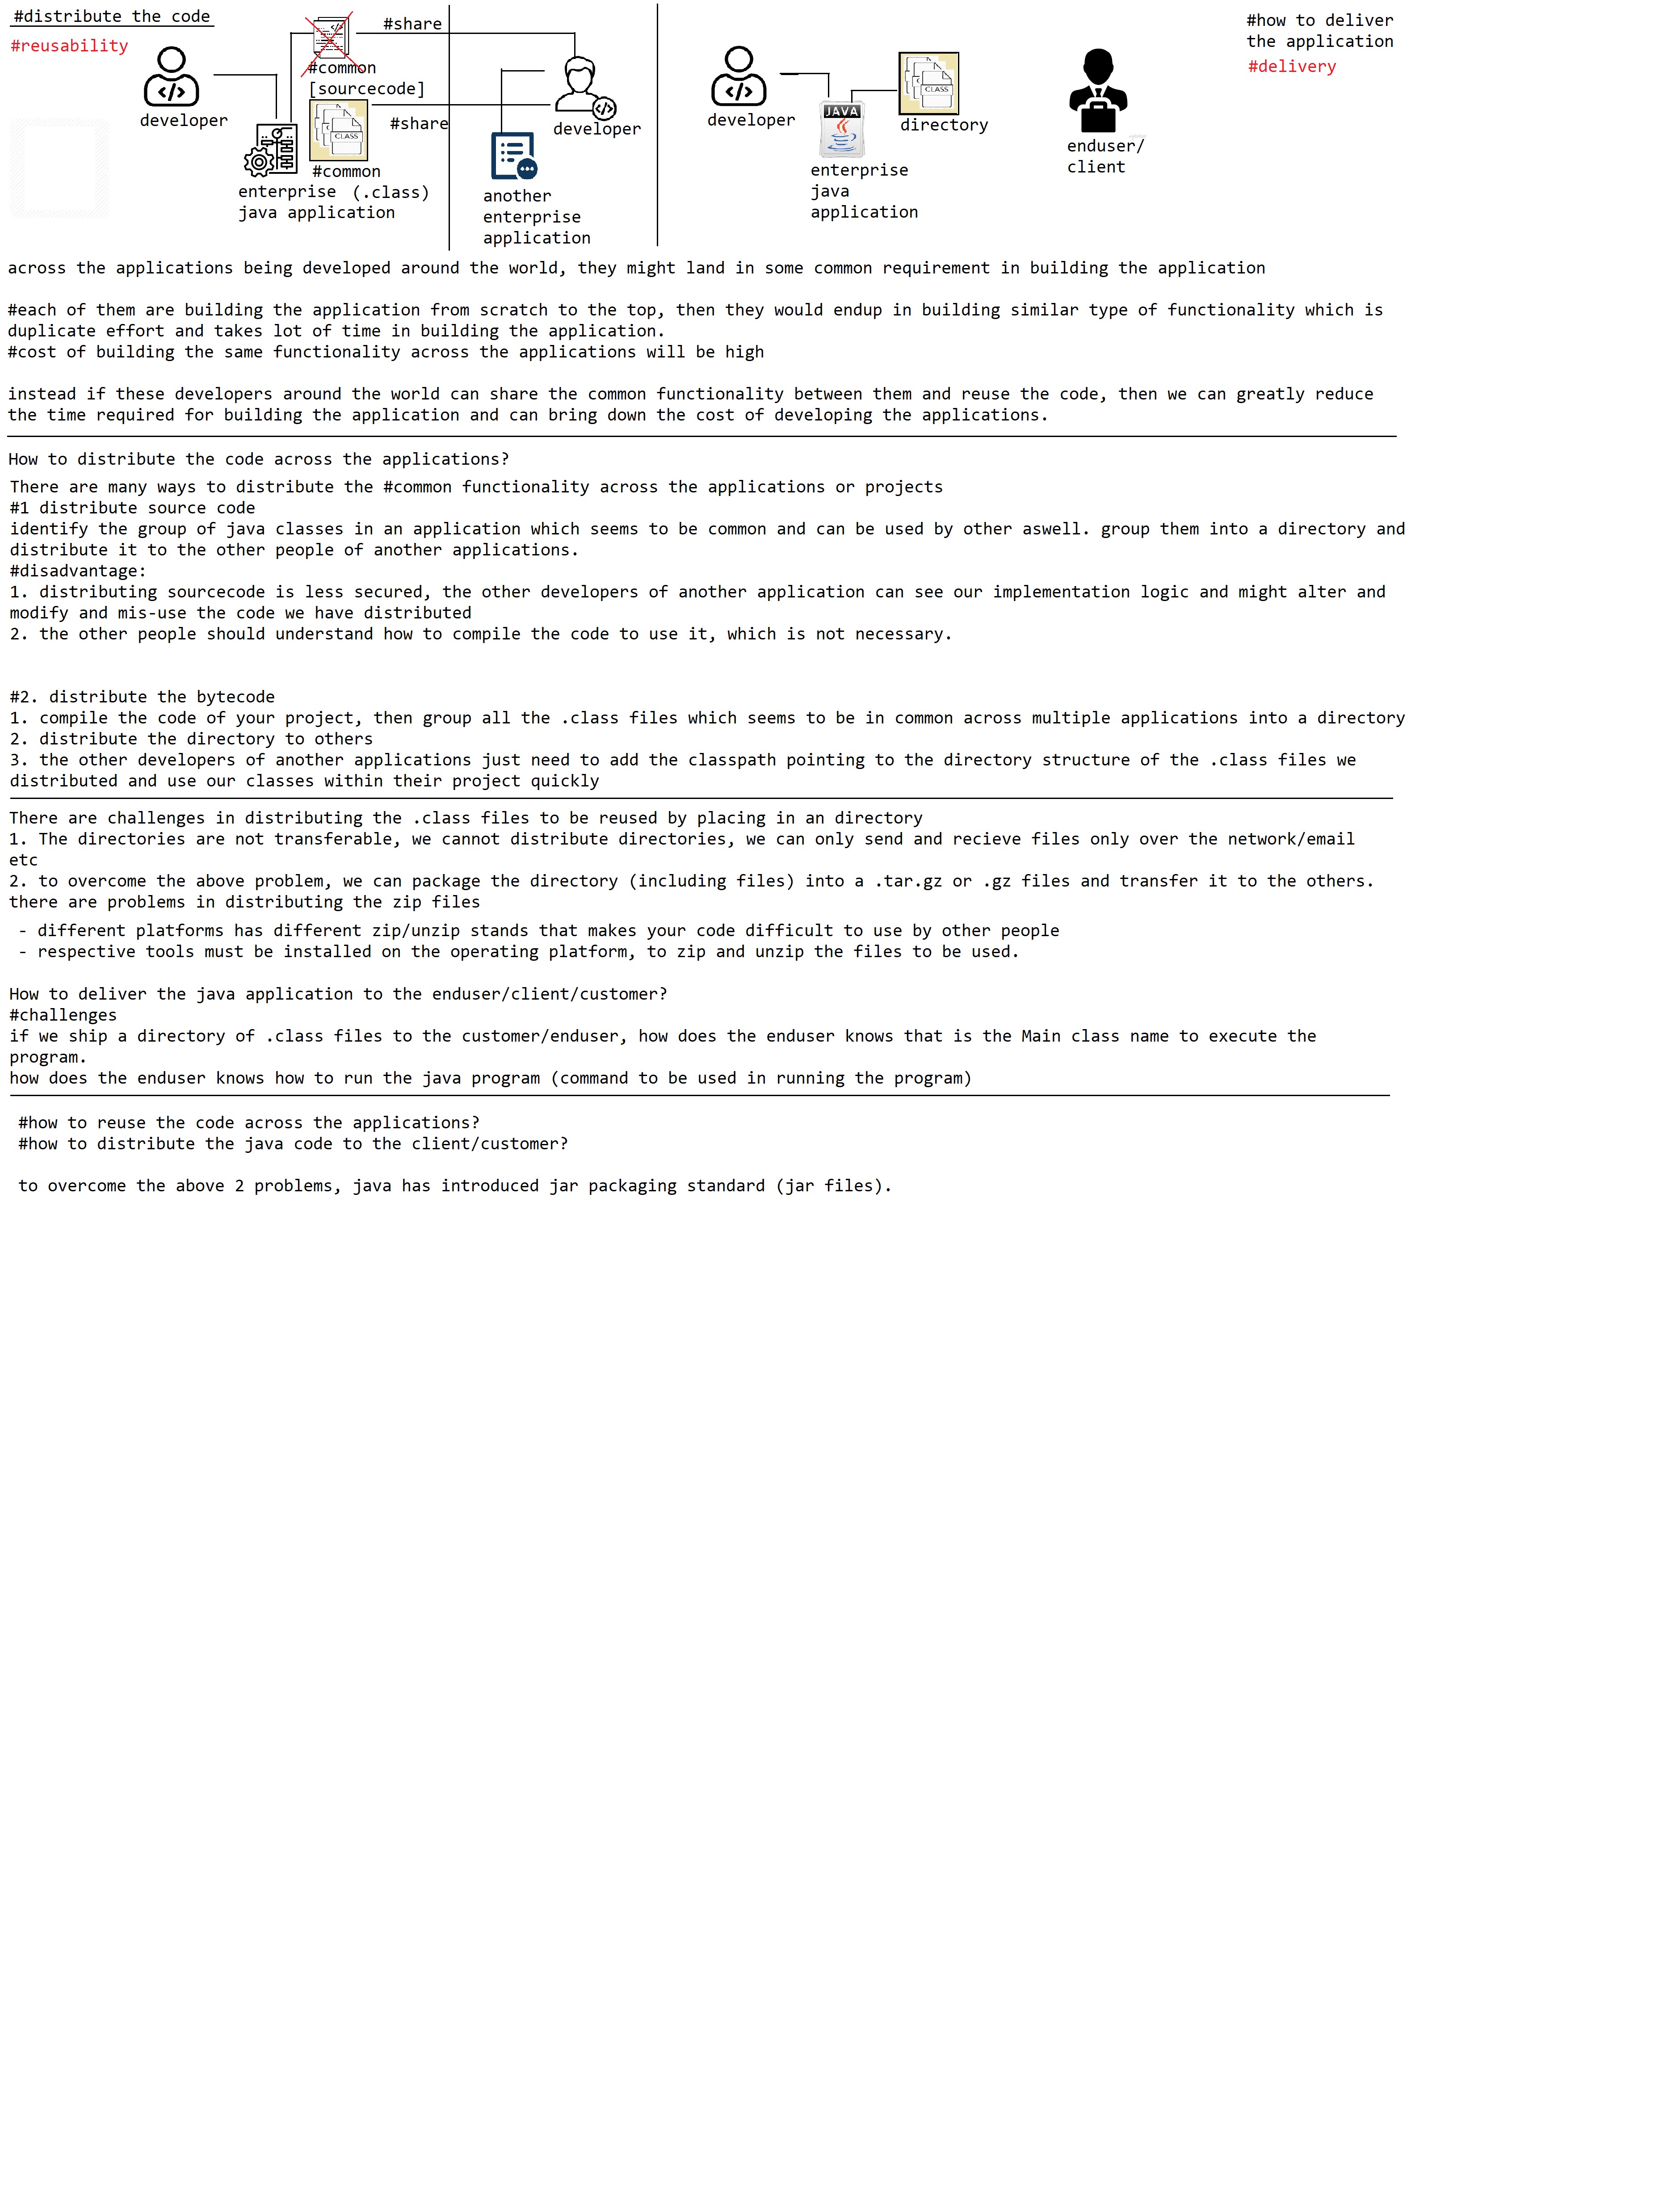 #distribute the code
#reusability
#share
#common
[sourcecode]
developer
CLASS
#share
developer
#common
enterprise (.class)
java application
another
enterprise
application
developer
JAVA
CLASS
directory
enterprise
java
application
enduser/
client
#how to deliver
the application
#delivery
across the applications being developed around the world, they might land in some common requirement in building the application
#each of them are building the application from scratch to the top, then they would endup in building similar type of functionality which is
duplicate effort and takes lot of time in building the application.
#cost of building the same functionality across the applications will be high
instead if these developers around the world can share the common functionality between them and reuse the code, then we can greatly reduce
the time required for building the application and can bring down the cost of developing the applications.
How to distribute the code across the applications?
There are many ways to distribute the #common functionality across the applications or projects
#1 distribute source code
identify the group of java classes in an application which seems to be common and can be used by other aswell. group them into a directory and
distribute it to the other people of another applications.
#disadvantage:
1. distributing sourcecode is less secured, the other developers of another application can see our implementation logic and might alter and
modify and mis-use the code we have distributed
2. the other people should understand how to compile the code to use it, which is not necessary.
#2. distribute the bytecode
1. compile the code of your project, then group all the .class files which seems to be in common across multiple applications into a directory
2. distribute the directory to others
3. the other developers of another applications just need to add the classpath pointing to the directory structure of the .class files we
distributed and use our classes within their project quickly
There are challenges in distributing the .class files to be reused by placing in an directory
1. The directories are not transferable, we cannot distribute directories, we can only send and recieve files only over the network/email
etc
2. to overcome the above problem, we can package the directory (including files) into a .tar.gz or .gz files and transfer it to the others.
there are problems in distributing the zip files
- different platforms has different zip/unzip stands that makes your code difficult to use by other people
- respective tools must be installed on the operating platform, to zip and unzip the files to be used.
How to deliver the java application to the enduser/client/customer?
#challenges
if we ship a directory of .class files to the customer/enduser, how does the enduser knows that is the Main class name to execute the
program.
how does the enduser knows how to run the java program (command to be used in running the program)
#how to reuse the code across the applications?
#how to distribute the java code to the client/customer?
to overcome the above 2 problems, java has introduced jar packaging standard (jar files).